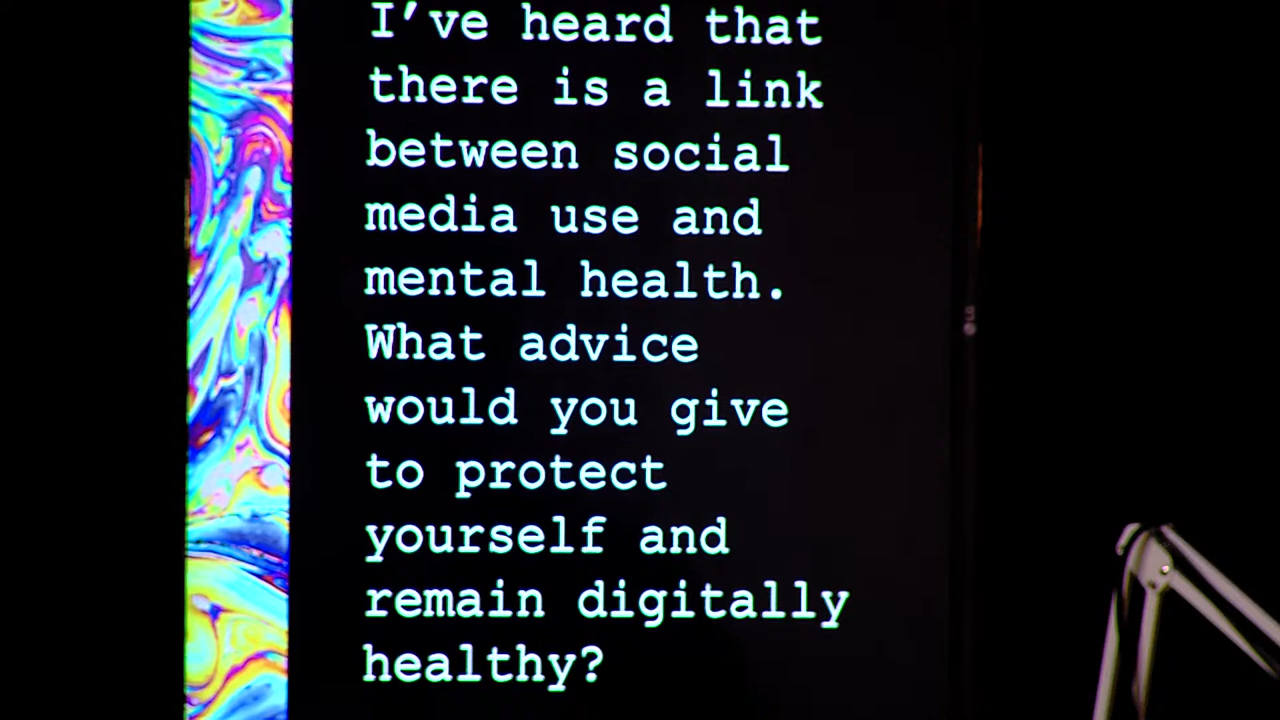 I’ve heard that
there is a link
between social
media use and
mental health.
What advice
would you give
to protect
yourself and
remain digitally
healthy?